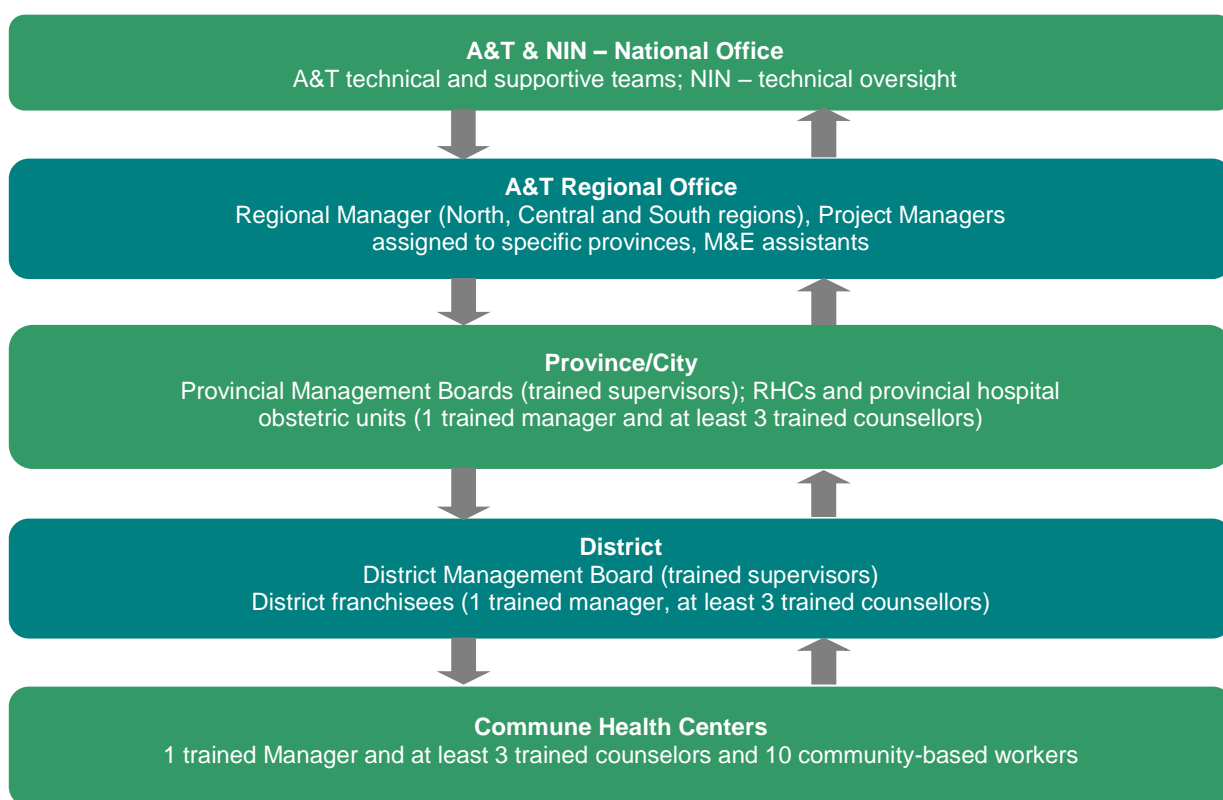 A&T & NIN – National Office
A&T technical and supportive teams; NIN – technical oversight
A&T Regional Office
Regional Manager (North, Central and South regions), Project Managers
assigned to specific provinces, M&E assistants
Province/City
Provincial Management Boards (trained supervisors); RHCs and provincial hospital
obstetric units (1 trained manager and at least 3 trained counsellors)
District
District Management Board (trained supervisors)
District franchisees (1 trained manager, at least 3 trained counsellors)
Commune Health Centers
1 trained Manager and at least 3 trained counselors and 10 community-based workers